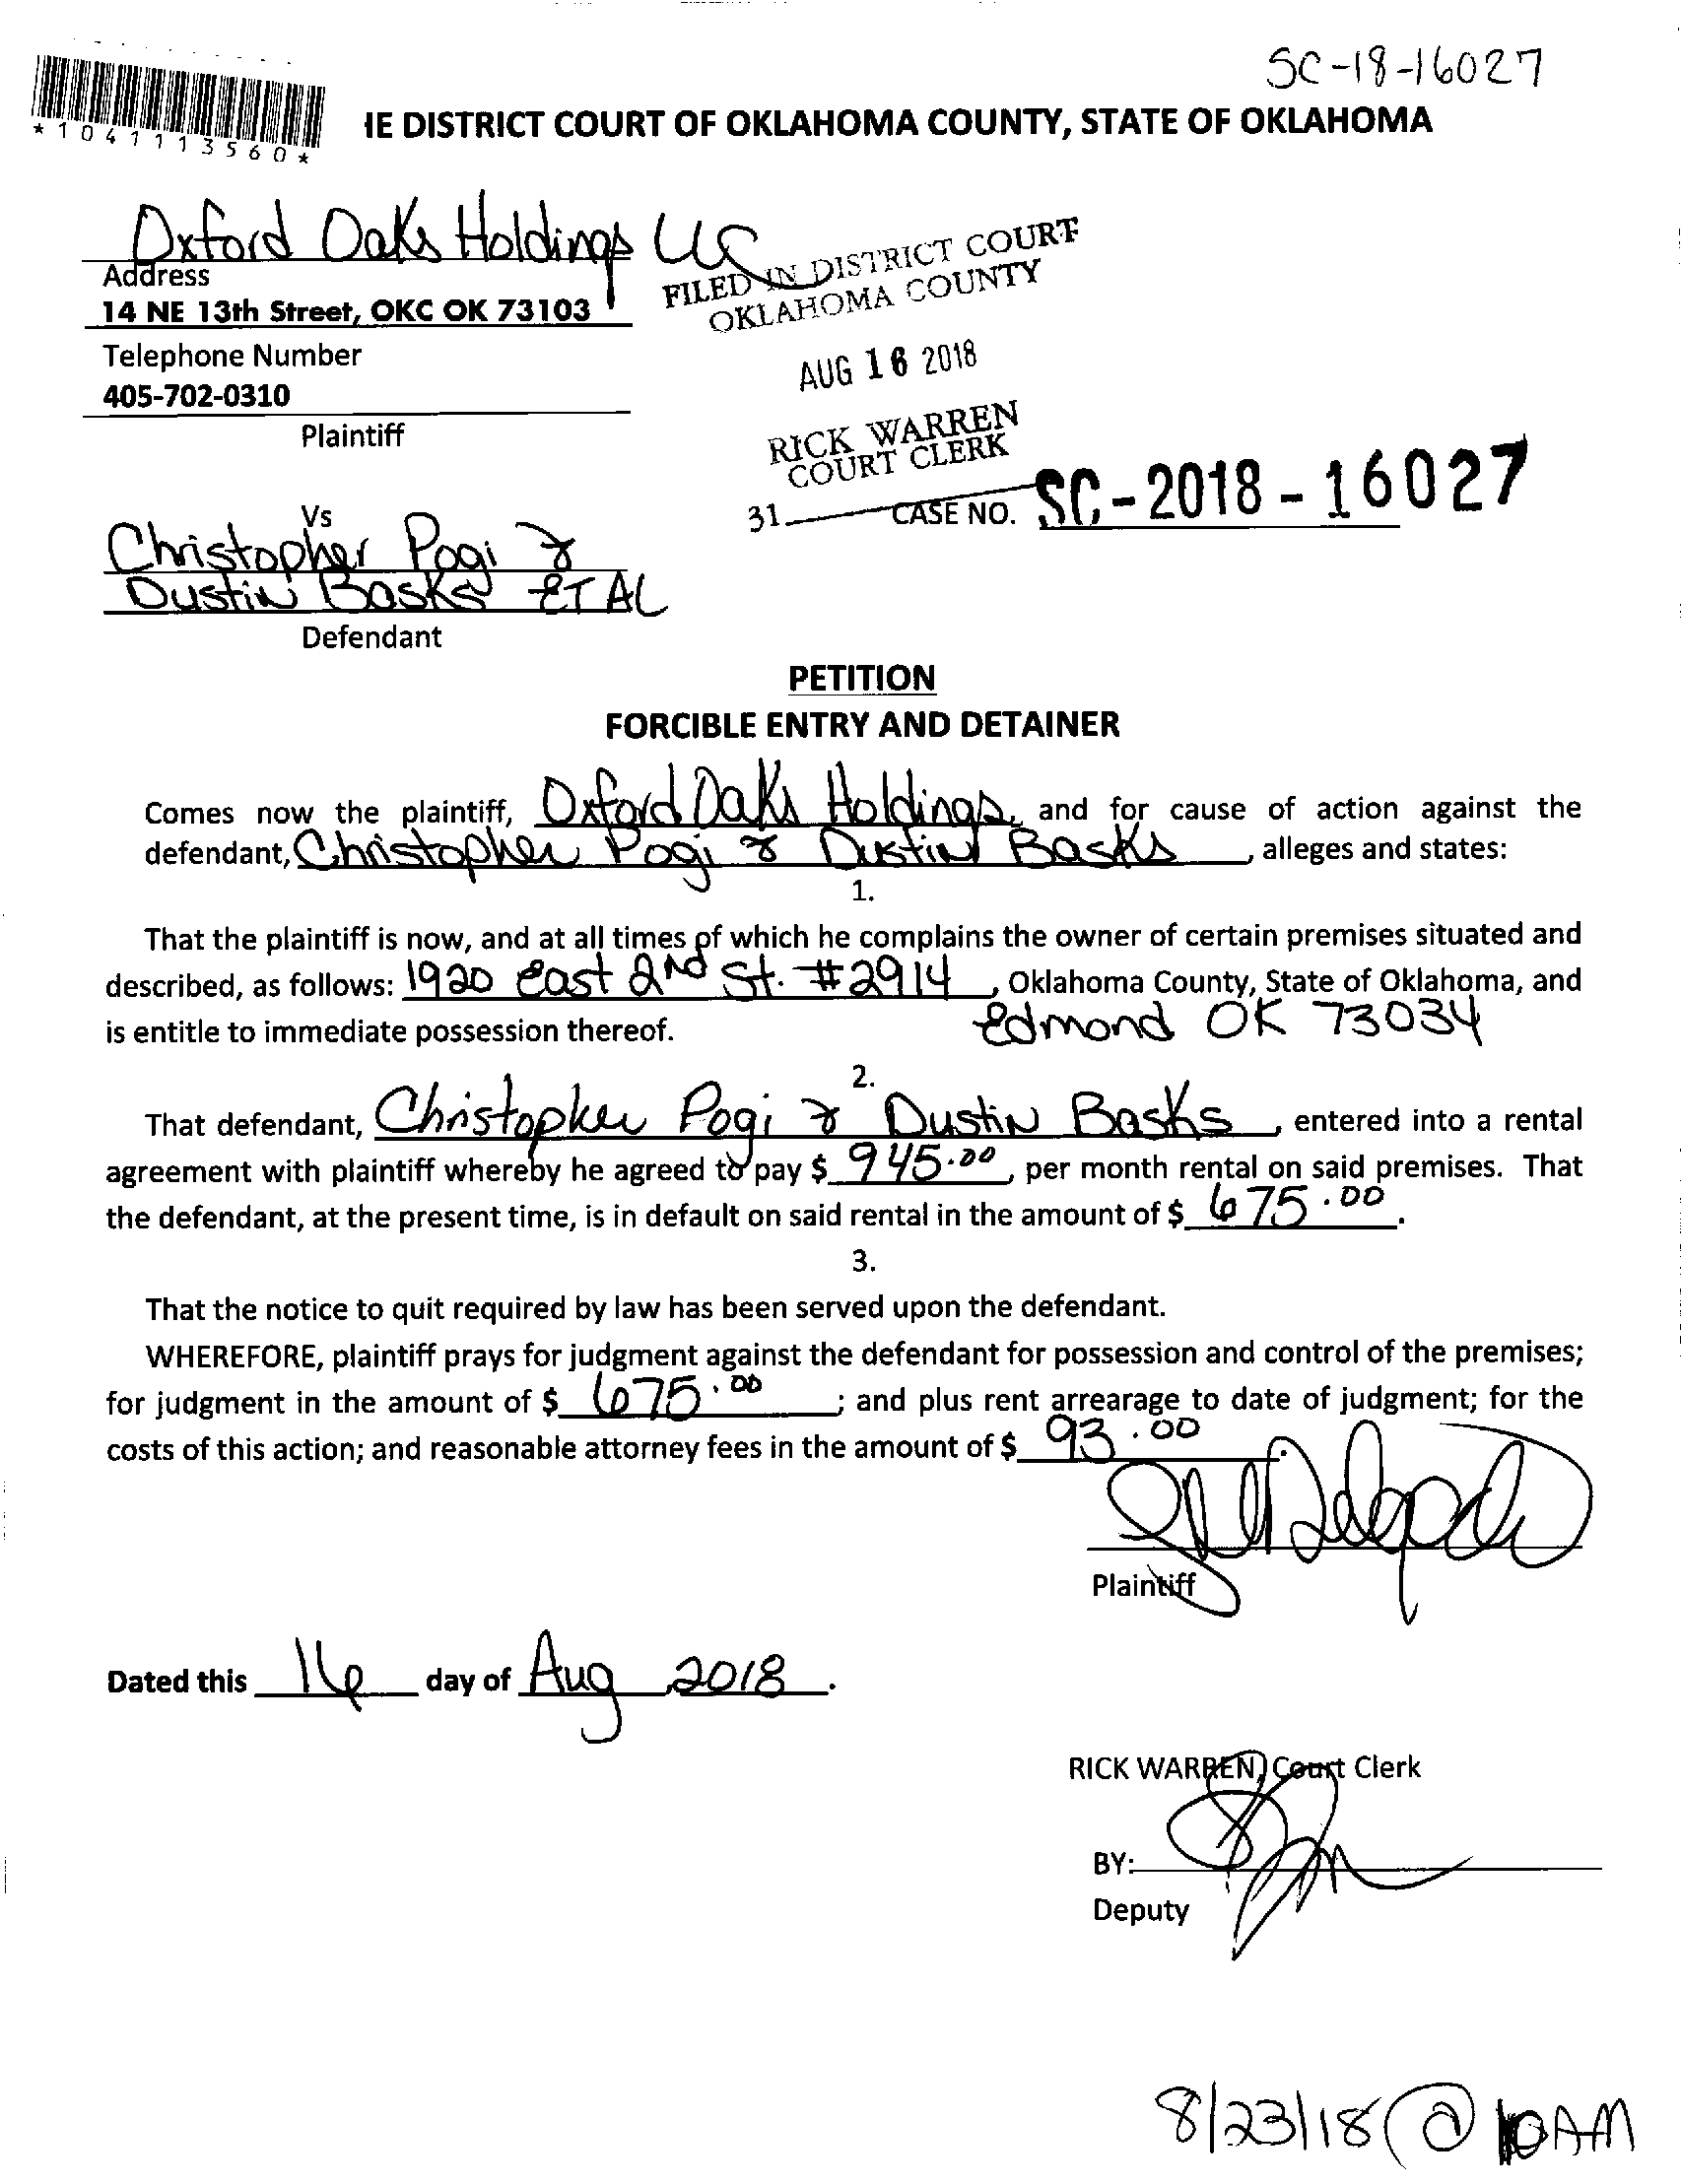 SC-18-16027
*1041113560*
IE DISTRICT COURT OF OKLAHOMA COUNTY, STATE OF OKLAHOMA
Oxford Oaks Holdings LLC
Address
14 NE 13th Street, OKC OK 73103
Telephone Number
405-702-0310
Plaintiff
FILED IN DISTRICT COURT
OKLAHOMA COUNTY
AUG 16 2018
RICK WARREN
COURT CLERK
31
CASE NO. SC-2018-16027
Vs
Christopher Pogi &
Dustin Basks ET AL
Defendant
PETITION
FORCIBLE ENTRY AND DETAINER
Comes now the plaintiff, Oxford Oaks Holdings, and for cause of action against the
defendant, Christopher Pogi & Dustin Basks, alleges and states:
1.
That the plaintiff is now, and at all times of which he complains the owner of certain premises situated and
described, as follows: 1920 East 2nd St. #2914, Oklahoma County, State of Oklahoma, and
Edmond OK 73034
is entitle to immediate possession thereof.
2.
That defendant, Christopher Pogi & Dustin Basks, entered into a rental
agreement with plaintiff whereby he agreed to pay $ 945.00, per month rental on said premises. That
the defendant, at the present time, is in default on said rental in the amount of $ 675.00.
3.
That the notice to quit required by law has been served upon the defendant.
WHEREFORE, plaintiff prays for judgment against the defendant for possession and control of the premises;
for judgment in the amount of $ 675.00; and plus rent arrearage to date of judgment; for the
costs of this action; and reasonable attorney fees in the amount of $ 93.00.
Plaintiff
Dated this 16 day of Aug, 2018.
RICK WARREN, Court Clerk
BY:
Deputy
8/23/18 @ 10AM